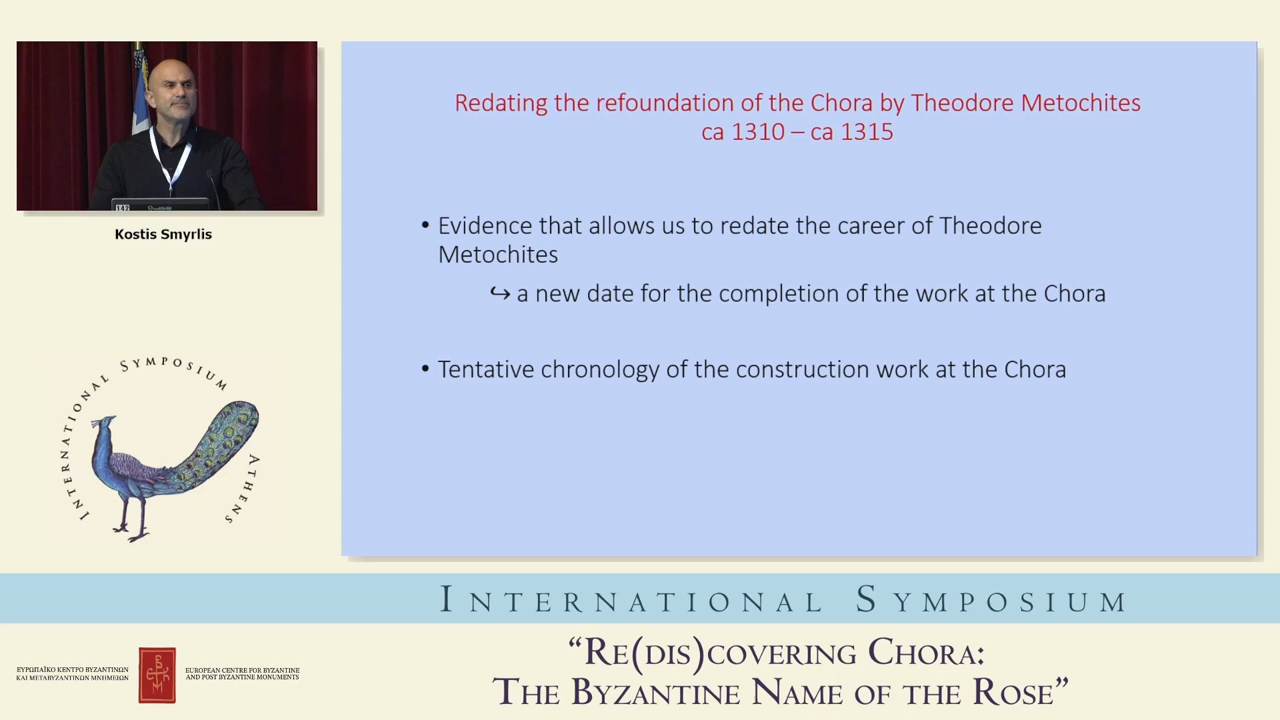 Redating the refoundation of the Chora by Theodore Metochites
ca 1310 – ca 1315
• Evidence that allows us to redate the career of Theodore
Metochites
↪ a new date for the completion of the work at the Chora
• Tentative chronology of the construction work at the Chora
Kostis Smyrlis
INTERNATIONAL SYMPOSIUM
ATHENS
INTERNATIONAL SYMPOSIUM
“RE(DIS)COVERING CHORA:
THE BYZANTINE NAME OF THE ROSE”
ΕΥΡΩΠΑΪΚΟ ΚΕΝΤΡΟ ΒΥΖΑΝΤΙΝΩΝ
ΚΑΙ ΜΕΤΑΒΥΖΑΝΤΙΝΩΝ ΜΝΗΜΕΙΩΝ
EUROPEAN CENTRE FOR BYZANTINE
AND POST BYZANTINE MONUMENTS